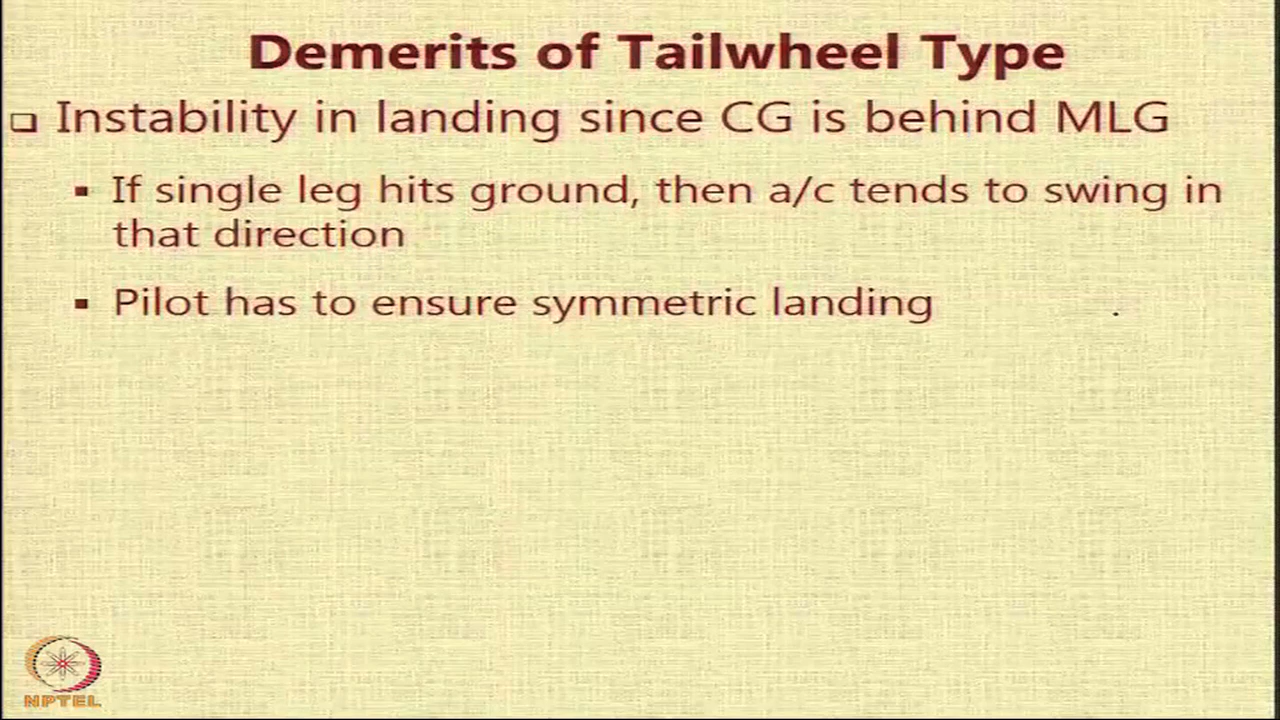 Demerits of Tailwheel Type
❑ Instability in landing since CG is behind MLG
▪ If single leg hits ground, then a/c tends to swing in
that direction
▪ Pilot has to ensure symmetric landing
NPTEL